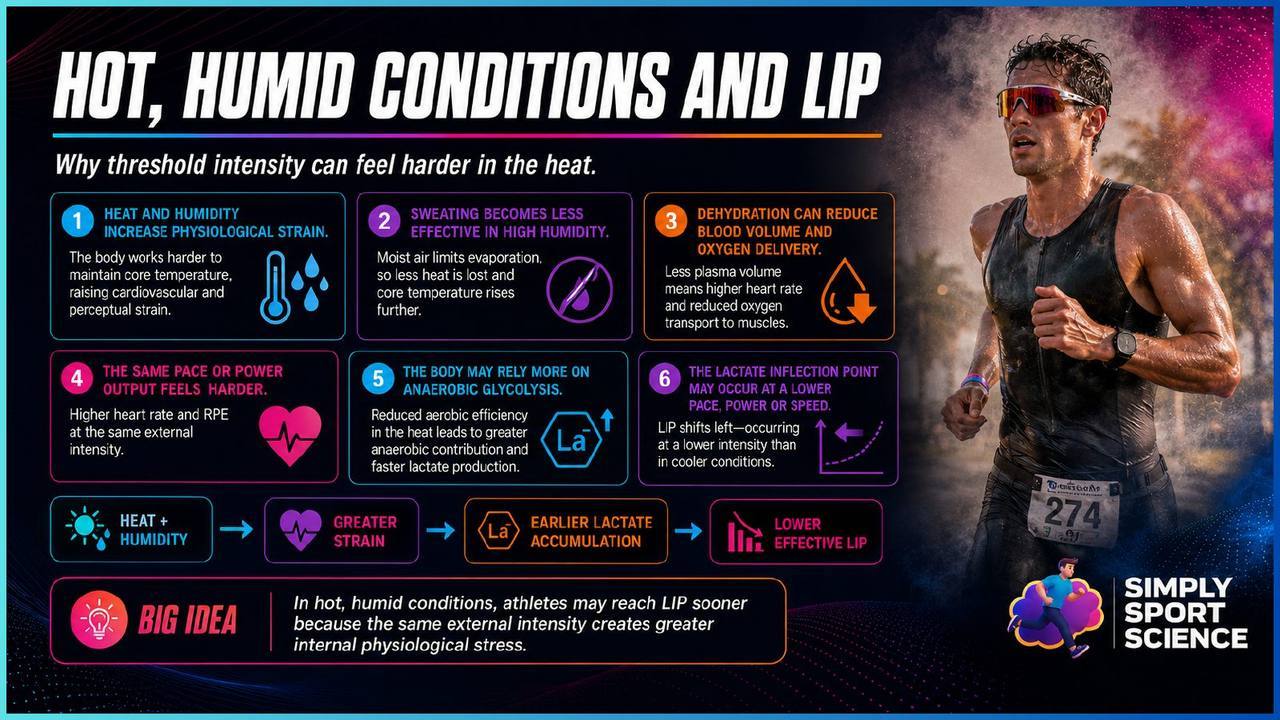 HOT, HUMID CONDITIONS AND LIP
Why threshold intensity can feel harder in the heat.
1
HEAT AND HUMIDITY
INCREASE PHYSIOLOGICAL STRAIN.
The body works harder to
maintain core temperature,
raising cardiovascular and
perceptual strain.
2
SWEATING BECOMES LESS
EFFECTIVE IN HIGH HUMIDITY.
Moist air limits evaporation,
so less heat is lost and
core temperature rises
further.
3
DEHYDRATION CAN REDUCE
BLOOD VOLUME AND
OXYGEN DELIVERY.
Less plasma volume
means higher heart rate
and reduced oxygen
transport to muscles.
4
THE SAME PACE OR POWER
OUTPUT FEELS HARDER.
Higher heart rate and RPE
at the same external
intensity.
5
THE BODY MAY RELY MORE ON
ANAEROBIC GLYCOLYSIS.
Reduced aerobic efficiency
in the heat leads to greater
anaerobic contribution and
faster lactate production.
La⁻
6
THE LACTATE INFLECTION POINT
MAY OCCUR AT A LOWER
PACE, POWER OR SPEED.
LIP shifts left—occurring
at a lower intensity than
in cooler conditions.
HEAT +
HUMIDITY
GREATER
STRAIN
La⁻
EARLIER LACTATE
ACCUMULATION
LOWER
EFFECTIVE LIP
BIG IDEA
In hot, humid conditions, athletes may reach LIP sooner
because the same external intensity creates greater
internal physiological stress.
274
SIMPLY
SPORT
SCIENCE